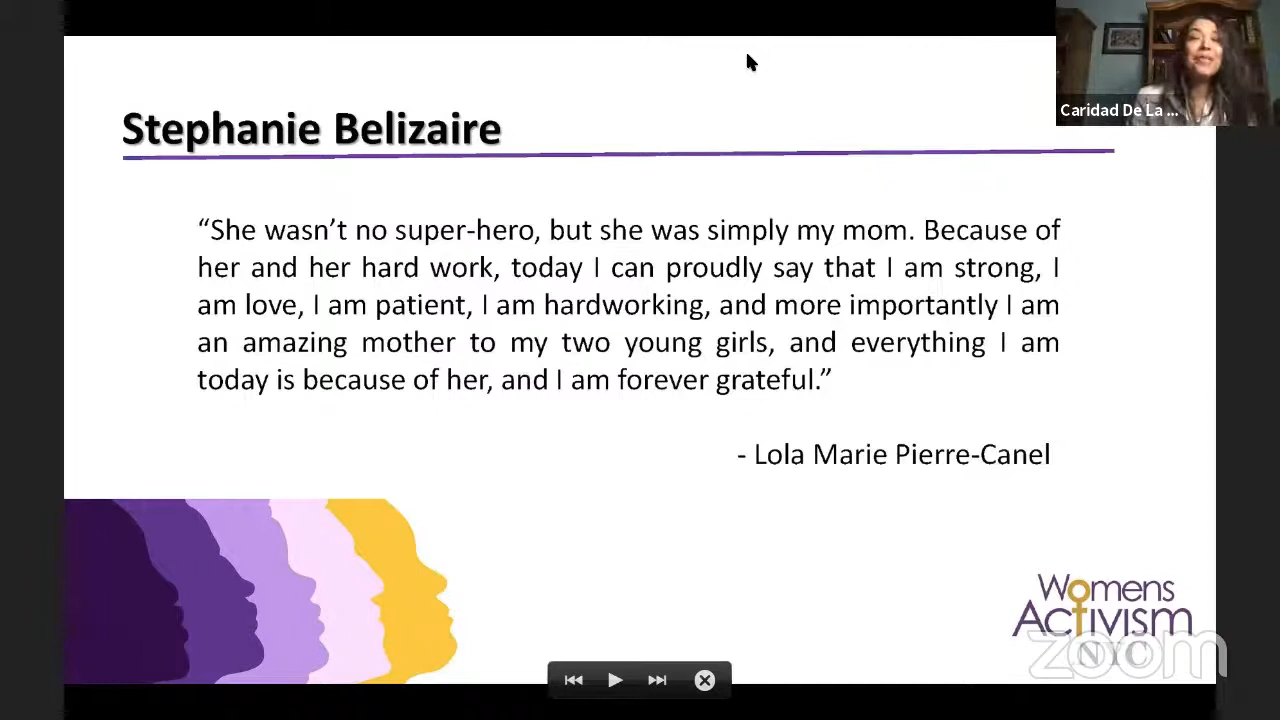 Caridad De La ...
Stephanie Belizaire
“She wasn’t no super-hero, but she was simply my mom. Because of
her and her hard work, today I can proudly say that I am strong, I
am love, I am patient, I am hardworking, and more importantly I am
an amazing mother to my two young girls, and everything I am
today is because of her, and I am forever grateful.”
- Lola Marie Pierre-Canel
Womens
Activism
NYC
zoom